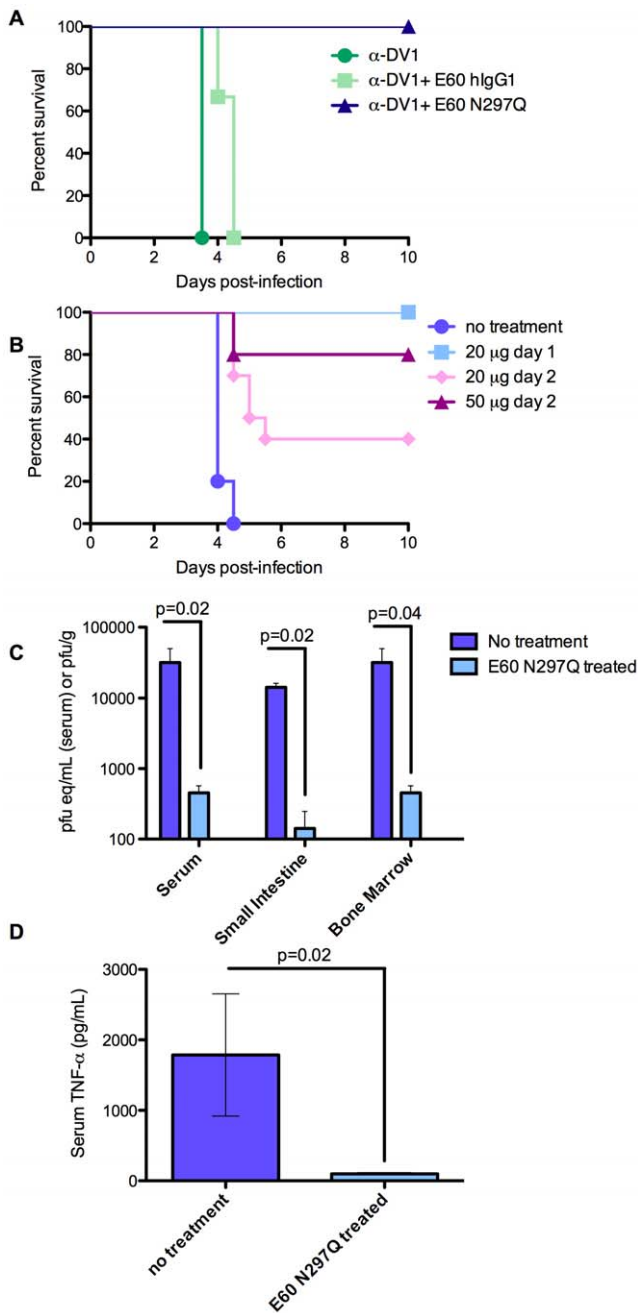 A
Percent survival
100
80
60
40
20
0
0 2 4 6 8 10
Days post-infection
α-DV1
α-DV1+ E60 hIgG1
α-DV1+ E60 N297Q
B
Percent survival
100
80
60
40
20
0
0 2 4 6 8 10
Days post-infection
no treatment
20 μg day 1
20 μg day 2
50 μg day 2
C
pfu eq/mL (serum) or pfu/g
100000
10000
1000
100
p=0.02
p=0.02
p=0.04
Serum
Small Intestine
Bone Marrow
No treatment
E60 N297Q treated
D
Serum TNF-α (pg/mL)
3000
2000
1000
0
p=0.02
no treatment
E60 N297Q treated